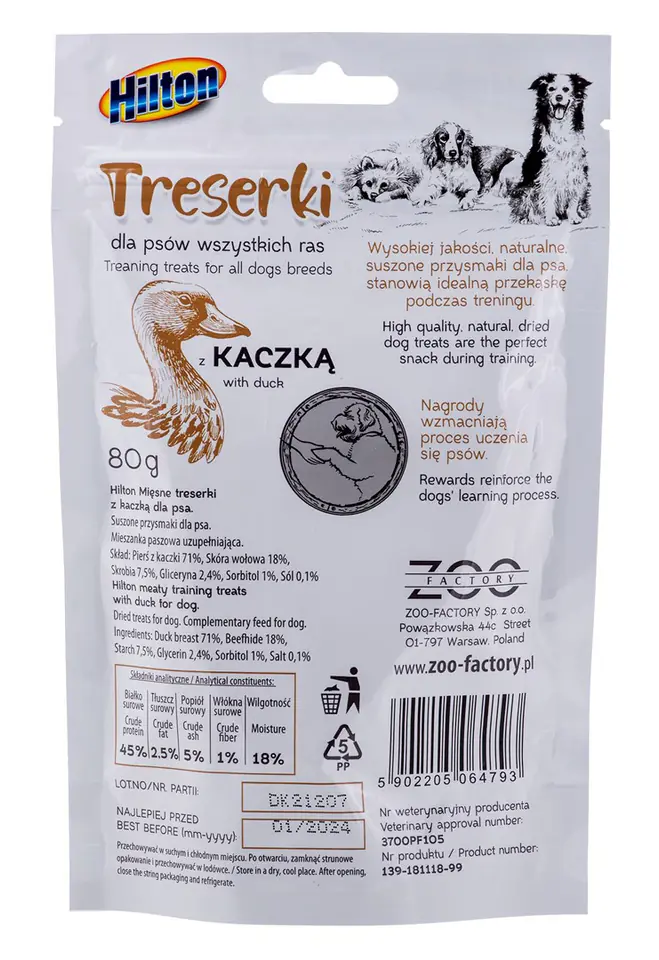 Hilton
Treserki
dla psów wszystkich ras
Treaning treats for all dogs breeds
Wysokiej jakości, naturalne,
suszone przysmaki dla psa,
stanowią idealną przekąskę
podczas treningu.
High quality, natural, dried
dog treats are the perfect
snack during training.
z KACZKĄ
with duck
Nagrody
wzmacniają
proces uczenia
się psów.
Rewards reinforce the
dogs' learning process.
80g
Hilton Mięsne treserki
z kaczką dla psa.
Suszone przysmaki dla psa.
Mieszanka paszowa uzupełniająca.
Skład: Pierś z kaczki 71%, Skóra wołowa 18%,
Skrobia 7,5%, Gliceryna 2,4%, Sorbitol 1%, Sól 0,1%
Hilton meaty training treats
with duck for dog.
Dried treats for dog. Complementary feed for dog.
Ingredients: Duck breast 71%, Beefhide 18%,
Starch 7,5%, Glycerin 2,4%, Sorbitol 1%, Salt 0,1%
ZOO
FACTORY
ZOO-FACTORY Sp. z o.o.
Powązkowska 44c Street
01-797 Warsaw, Poland
www.zoo-factory.pl
Składniki analityczne / Analytical constituents:
Białko surowe Tłuszcz surowy Popiół surowy Włókna surowe Wilgotność
Crude protein Crude fat Crude ash Crude fiber Moisture
45% 2,5% 5% 1% 18%
5
PP
5 902205 064793
LOTNO/NR. PARTII:
DK21207
NAJLEPIEJ PRZED
BEST BEFORE (mm-yyyy):
01/2024
Przechowywać w suchym i chłodnym miejscu. Po otwarciu, zamknąć strunowe
opakowanie i przechowywać w lodówce. / Store in a dry, cool place. After opening,
close the string packaging and refrigerate.
Nr weterynaryjny producenta
Veterinary approval number:
3700PF105
Nr produktu / Product number:
139-181118-99